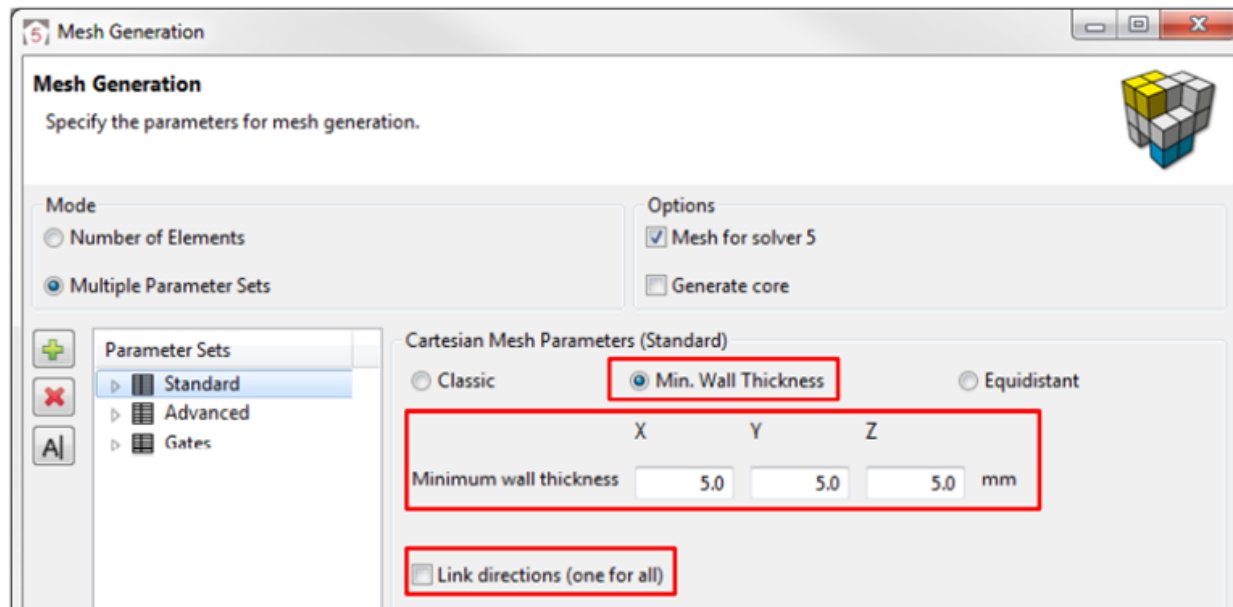 5 Mesh Generation
Mesh Generation
Specify the parameters for mesh generation.
Mode
Number of Elements
Multiple Parameter Sets
Options
Mesh for solver 5
Generate core
A
Parameter Sets
Standard
Advanced
Gates
Cartesian Mesh Parameters (Standard)
Classic Min. Wall Thickness Equidistant
X Y Z
Minimum wall thickness 5.0 5.0 5.0 mm
Link directions (one for all)